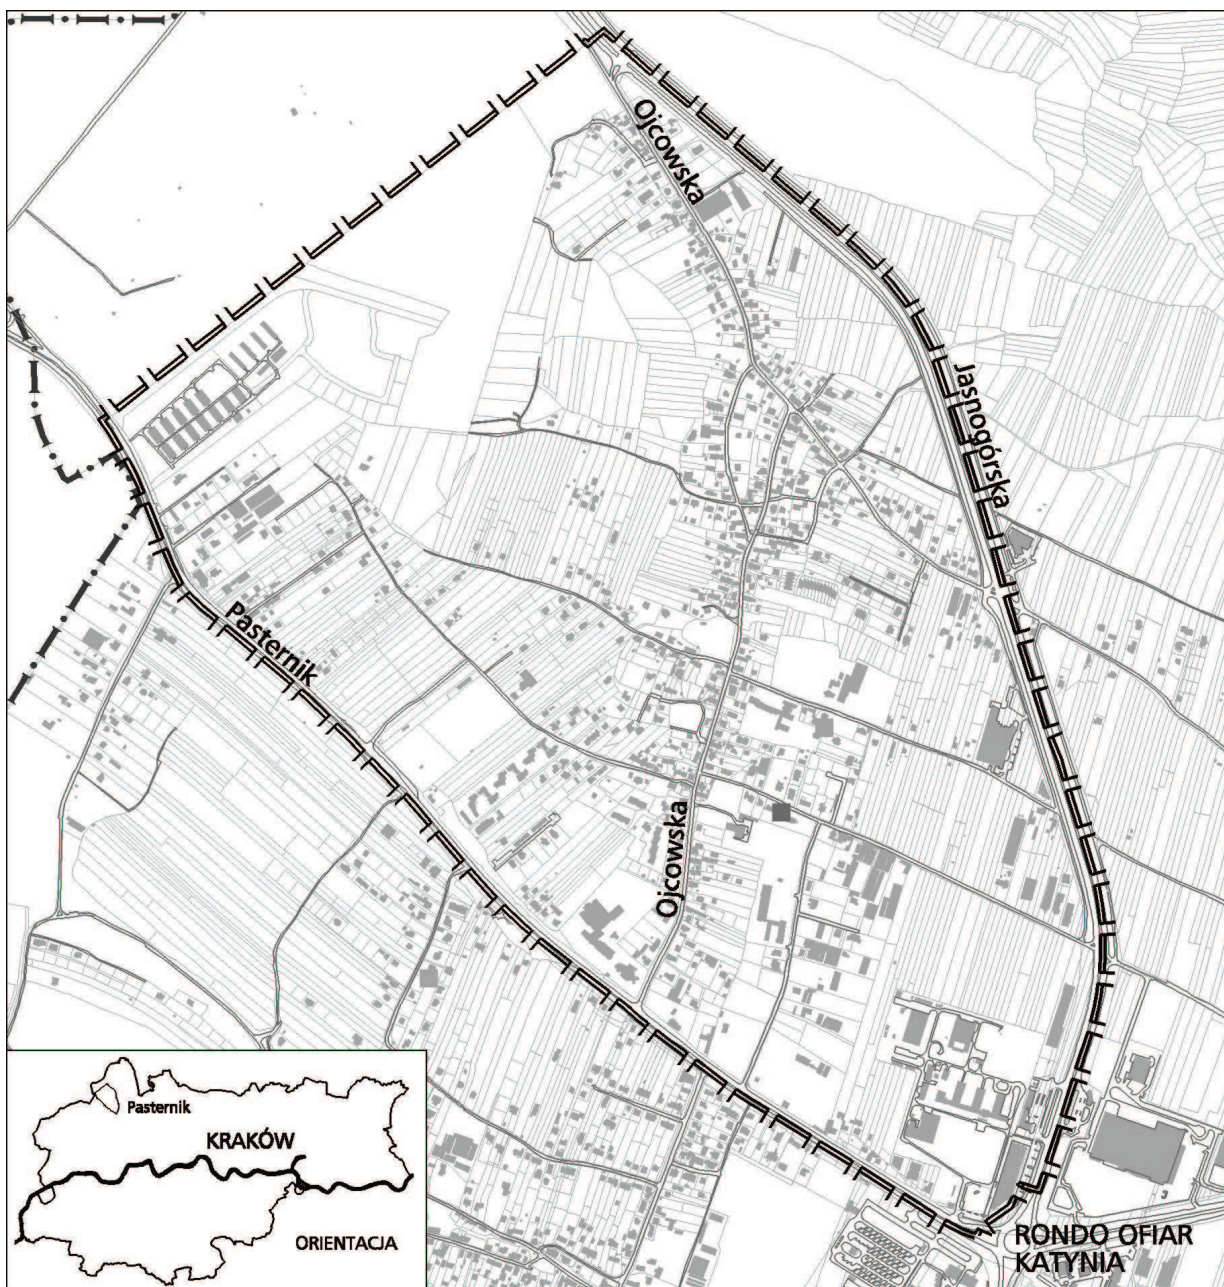 Ojcowska
Jasnogórska
Pasternik
Ojcowska
Pasternik
KRAKÓW
ORIENTACJA
RONDO OFIAR
KATYNIA